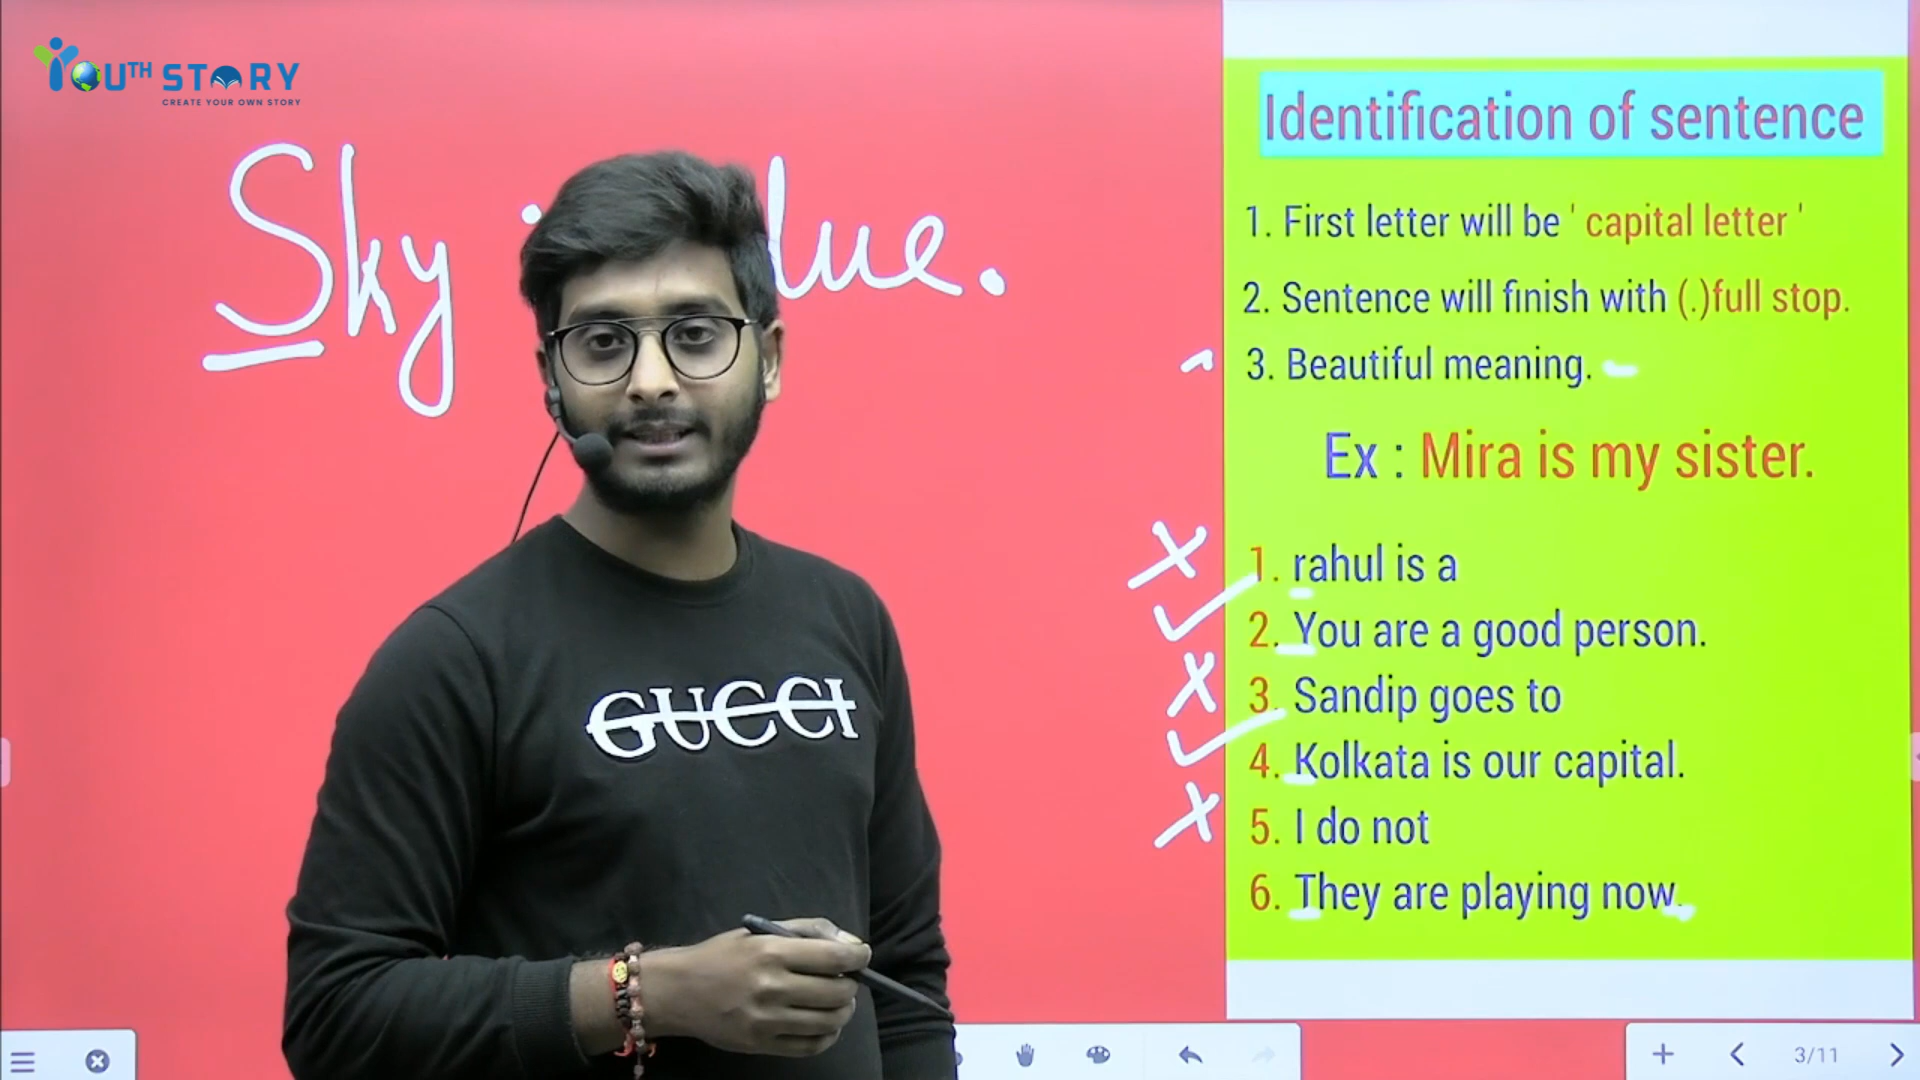 YOUTH STORY
CREATE YOUR OWN STORY
Sky
lue.
GUCCI
Identification of sentence
1. First letter will be ' capital letter '
2. Sentence will finish with (.)full stop.
3. Beautiful meaning.
Ex : Mira is my sister.
1. rahul is a
2. You are a good person.
3. Sandip goes to
4. Kolkata is our capital.
5. I do not
6. They are playing now.
3/11